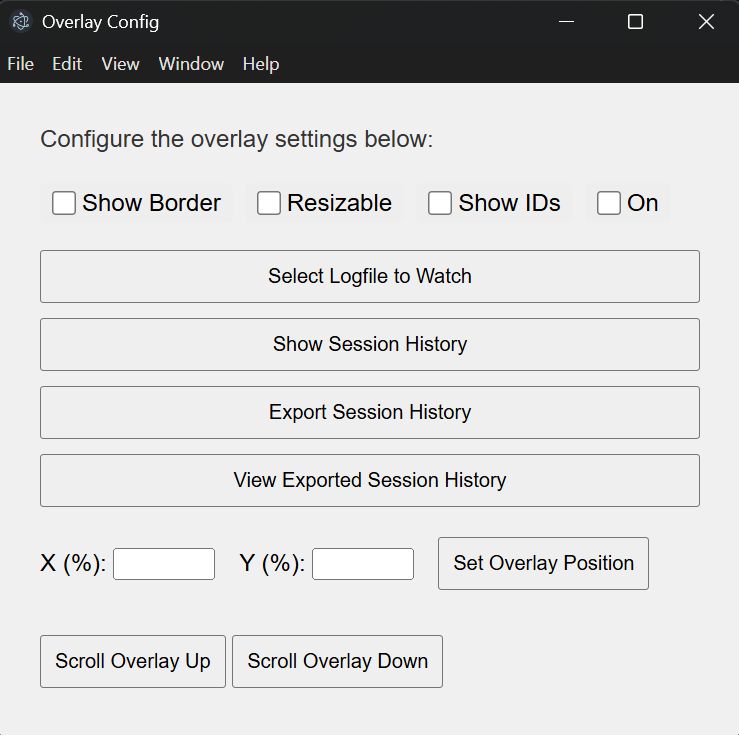 Overlay Config
File Edit View Window Help
Configure the overlay settings below:
Show Border Resizable Show IDs On
Select Logfile to Watch
Show Session History
Export Session History
View Exported Session History
X (%): Y (%): Set Overlay Position
Scroll Overlay Up Scroll Overlay Down